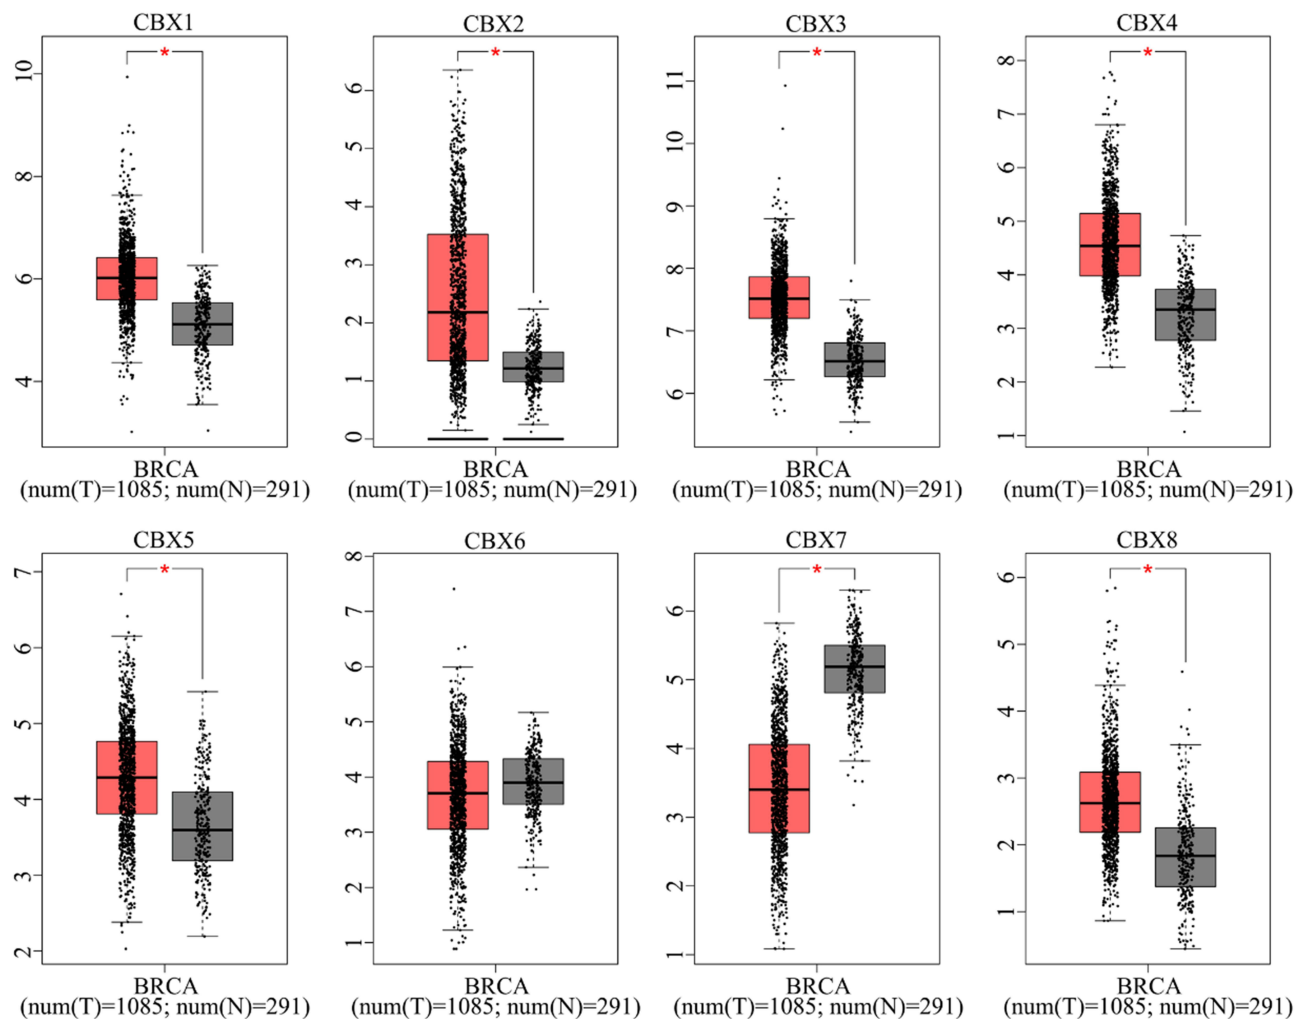 CBX1
CBX2
CBX3
CBX4
*
*
*
*
10
8
6
4
6
5
4
3
2
1
0
11
10
9
8
7
6
8
7
6
5
4
3
2
1
BRCA
(num(T)=1085; num(N)=291)
BRCA
(num(T)=1085; num(N)=291)
BRCA
(num(T)=1085; num(N)=291)
BRCA
(num(T)=1085; num(N)=291)
CBX5
CBX6
CBX7
CBX8
*
*
*
7
6
5
4
3
2
8
7
6
5
4
3
2
1
6
5
4
3
2
1
6
5
4
3
2
1
BRCA
(num(T)=1085; num(N)=291)
BRCA
(num(T)=1085; num(N)=291)
BRCA
(num(T)=1085; num(N)=291)
BRCA
(num(T)=1085; num(N)=291)